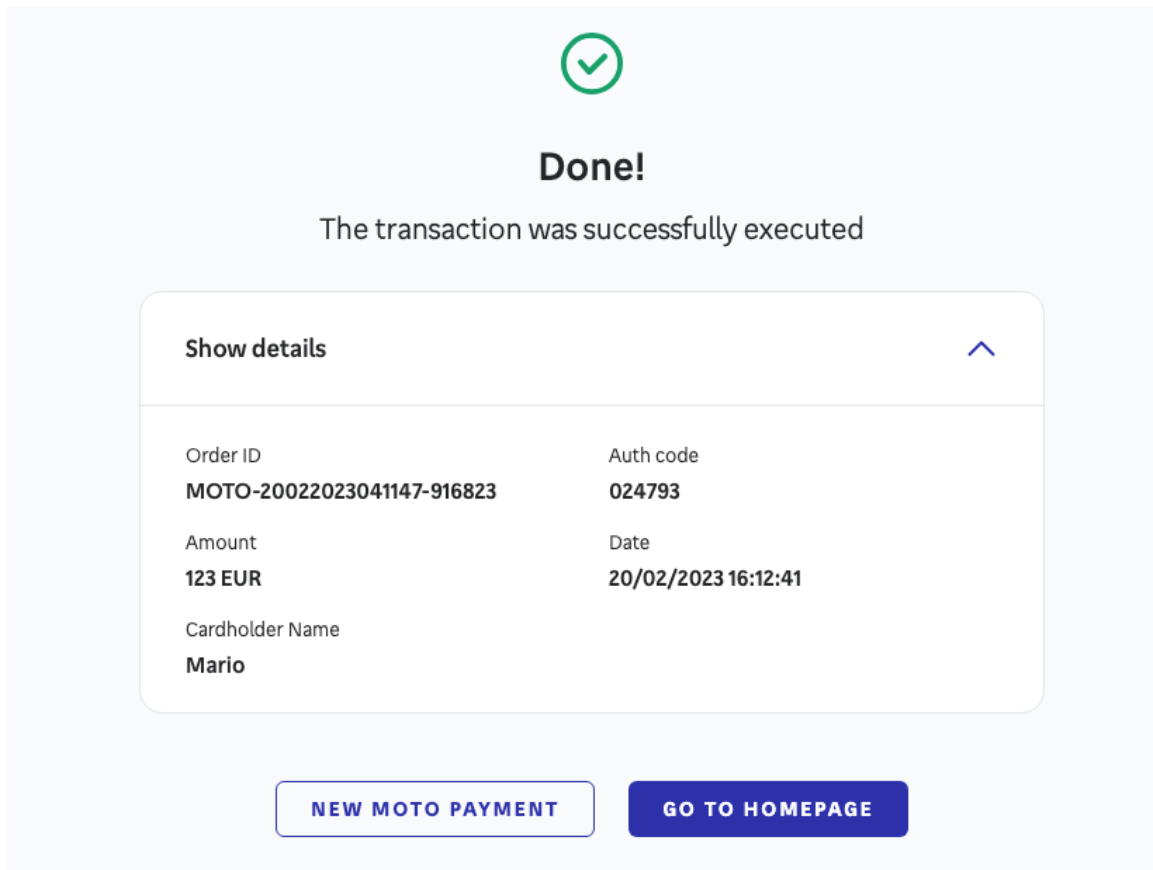 Done!
The transaction was successfully executed
Show details
Order ID
MOTO-20022023041147-916823
Auth code
024793
Amount
123 EUR
Date
20/02/2023 16:12:41
Cardholder Name
Mario
NEW MOTO PAYMENT
GO TO HOMEPAGE